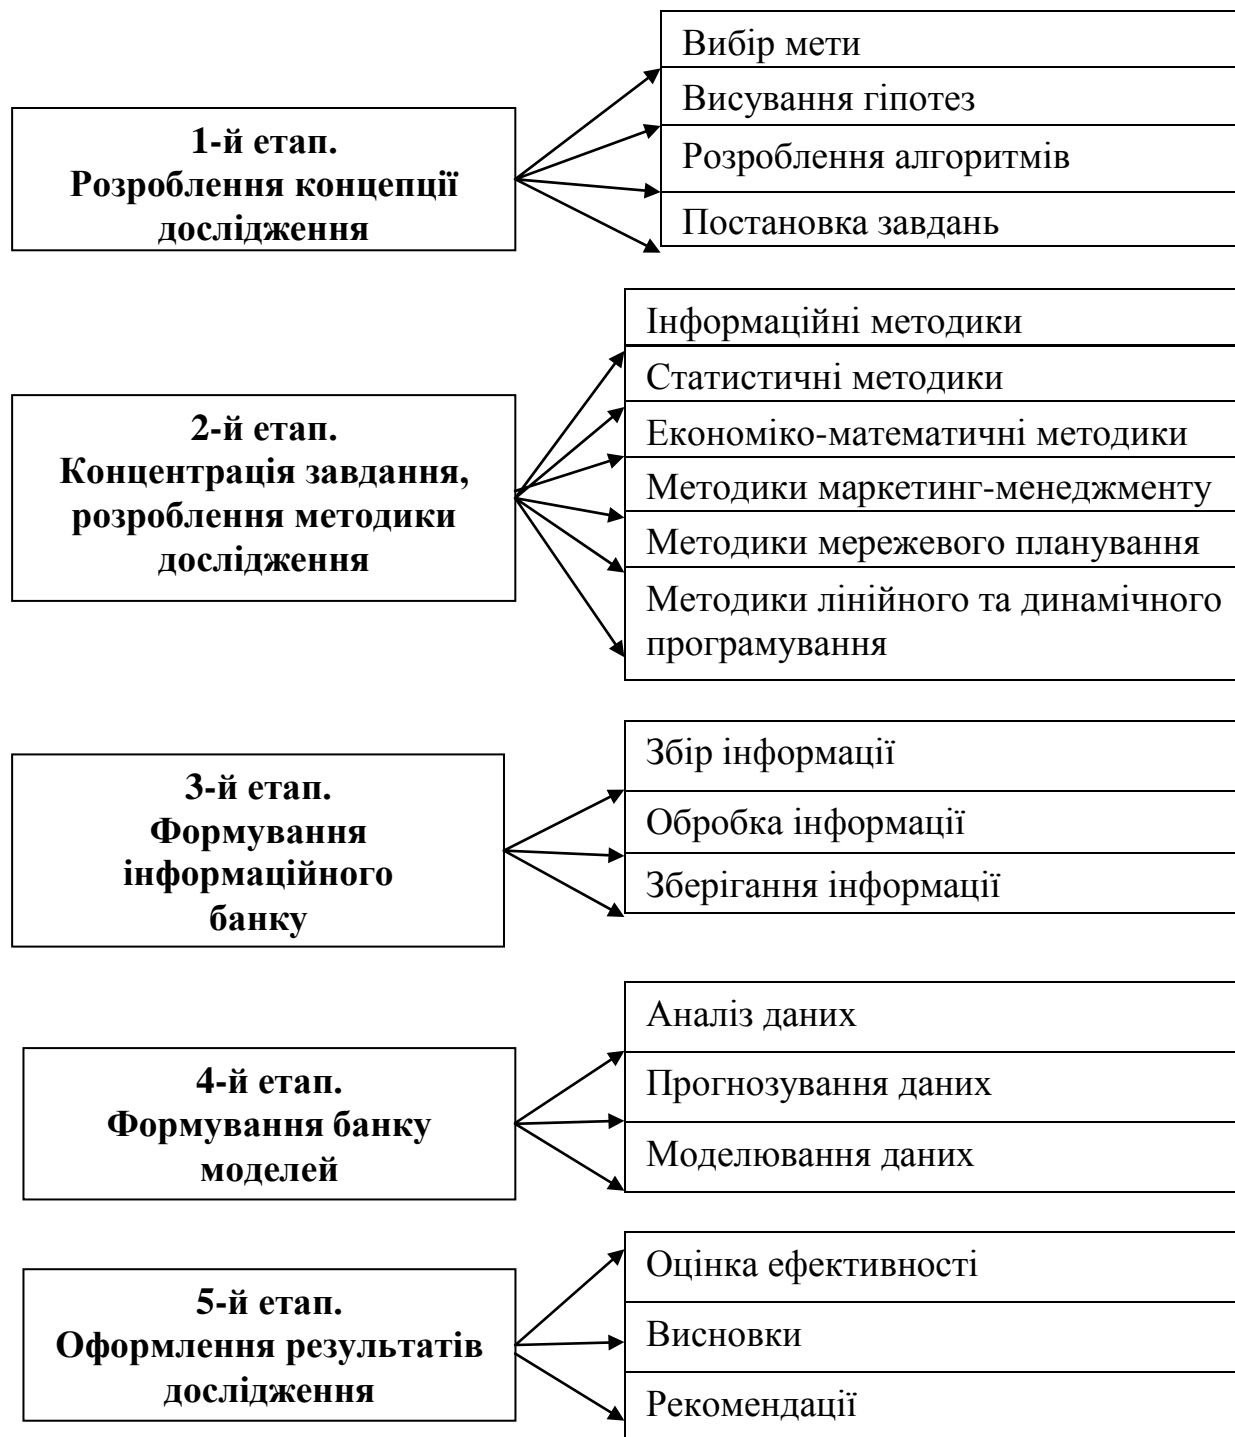 1-й етап.
Розроблення концепції
дослідження
Вибір мети
Висування гіпотез
Розроблення алгоритмів
Постановка завдань
2-й етап.
Концентрація завдання,
розроблення методики
дослідження
Інформаційні методики
Статистичні методики
Економіко-математичні методики
Методики маркетинг-менеджменту
Методики мережевого планування
Методики лінійного та динамічного
програмування
3-й етап.
Формування
інформаційного
банку
Збір інформації
Обробка інформації
Зберігання інформації
4-й етап.
Формування банку
моделей
Аналіз даних
Прогнозування даних
Моделювання даних
5-й етап.
Оформлення результатів
дослідження
Оцінка ефективності
Висновки
Рекомендації